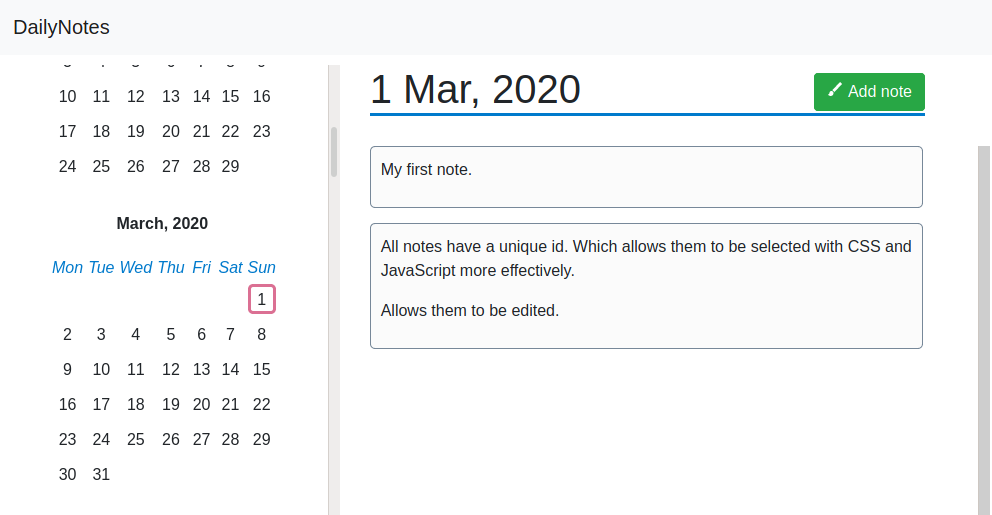 DailyNotes
10 11 12 13 14 15 16
17 18 19 20 21 22 23
24 25 26 27 28 29
March, 2020
Mon Tue Wed Thu Fri Sat Sun
1
2 3 4 5 6 7 8
9 10 11 12 13 14 15
16 17 18 19 20 21 22
23 24 25 26 27 28 29
30 31
1 Mar, 2020
Add note
My first note.
All notes have a unique id. Which allows them to be selected with CSS and
JavaScript more effectively.
Allows them to be edited.